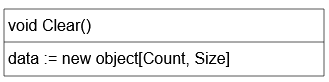 void Clear()
data := new object[Count, Size]